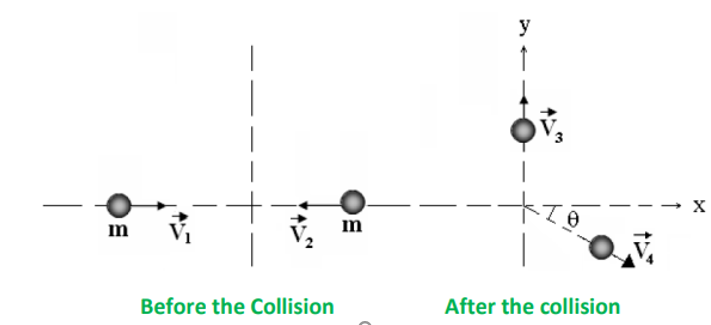 y
V₃
x
m
V₁
V₂
m
θ
V₄
Before the Collision
After the collision